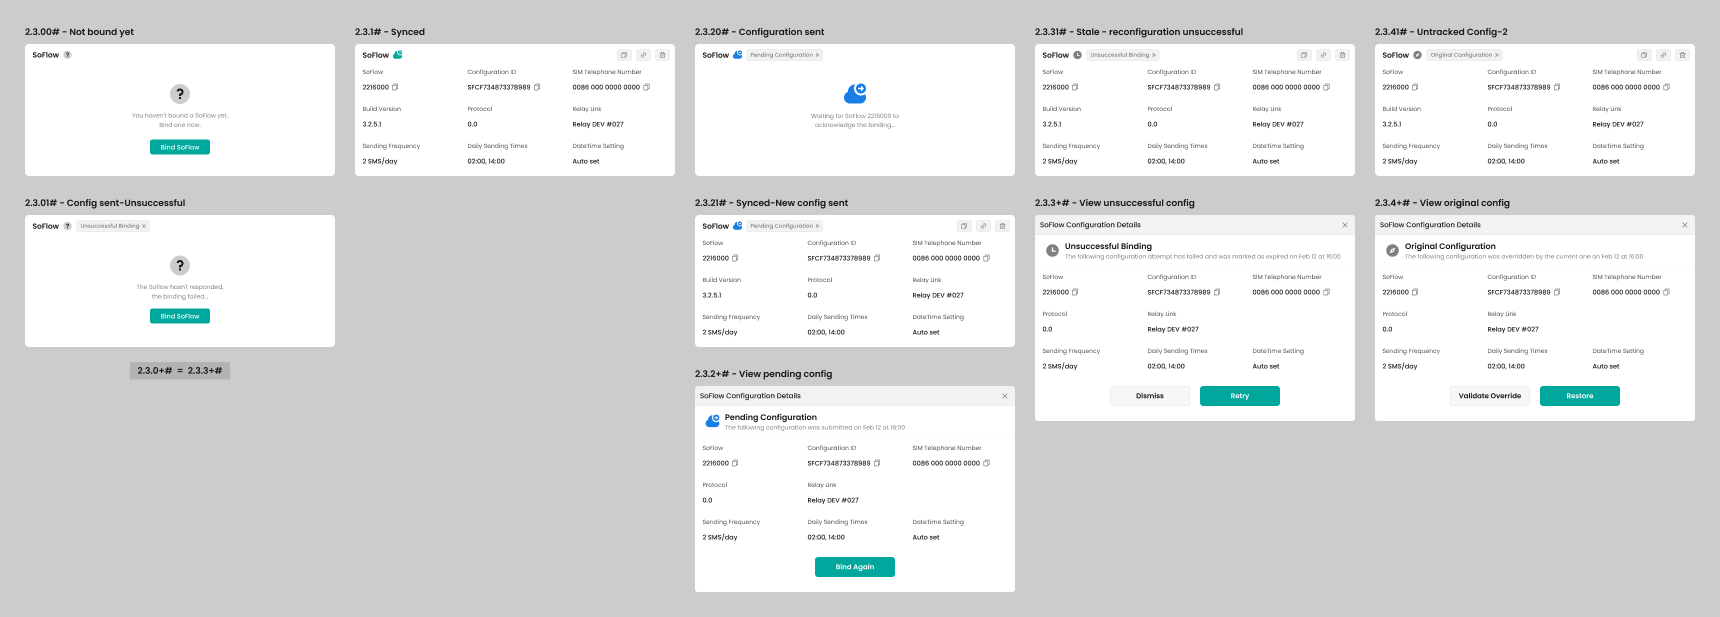 2.3.00# - Not bound yet
SoFlow ?
?
You haven't bound a SoFlow yet.
Bind one now.
Bind SoFlow
2.3.01# - Config sent-Unsuccessful
SoFlow ? Unsuccessful Binding »
?
The Soflow hasn't responded,
the binding failed...
Bind SoFlow
2.3.0+# = 2.3.3+#
2.3.1# - Synced
SoFlow
SoFlow Configuration ID SIM Telephone Number
2216000 SFCF734873378989 0086 000 0000 0000
Build Version Protocol Relay Link
3.2.5.1 0.0 Relay DEV #027
Sending Frequency Daily Sending Times DateTime Setting
2 SMS/day 02:00, 14:00 Auto set
2.3.20# - Configuration sent
SoFlow Pending Configuration »
Waiting for SoFlow 2216000 to
acknowledge the binding...
2.3.21# - Synced-New config sent
SoFlow Pending Configuration »
SoFlow Configuration ID SIM Telephone Number
2216000 SFCF734873378989 0086 000 0000 0000
Build Version Protocol Relay Link
3.2.5.1 0.0 Relay DEV #027
Sending Frequency Daily Sending Times DateTime Setting
2 SMS/day 02:00, 14:00 Auto set
2.3.2+# - View pending config
SoFlow Configuration Details
Pending Configuration
The following configuration was submitted on Feb 12 at 16:00
SoFlow Configuration ID SIM Telephone Number
2216000 SFCF734873378989 0086 000 0000 0000
Protocol Relay Link
0.0 Relay DEV #027
Sending Frequency Daily Sending Times DateTime Setting
2 SMS/day 02:00, 14:00 Auto set
Bind Again
2.3.31# - Stale - reconfiguration unsuccessful
SoFlow Unsuccessful Binding »
SoFlow Configuration ID SIM Telephone Number
2216000 SFCF734873378989 0086 000 0000 0000
Build Version Protocol Relay Link
3.2.5.1 0.0 Relay DEV #027
Sending Frequency Daily Sending Times DateTime Setting
2 SMS/day 02:00, 14:00 Auto set
2.3.3+# - View unsuccessful config
SoFlow Configuration Details
Unsuccessful Binding
The following configuration attempt has failed and was marked as expired on Feb 12 at 16:00
SoFlow Configuration ID SIM Telephone Number
2216000 SFCF734873378989 0086 000 0000 0000
Protocol Relay Link
0.0 Relay DEV #027
Sending Frequency Daily Sending Times DateTime Setting
2 SMS/day 02:00, 14:00 Auto set
Dismiss Retry
2.3.41# - Untracked Config-2
SoFlow Original Configuration »
SoFlow Configuration ID SIM Telephone Number
2216000 SFCF734873378989 0086 000 0000 0000
Build Version Protocol Relay Link
3.2.5.1 0.0 Relay DEV #027
Sending Frequency Daily Sending Times DateTime Setting
2 SMS/day 02:00, 14:00 Auto set
2.3.4+# - View original config
SoFlow Configuration Details
Original Configuration
The following configuration was overridden by the current one on Feb 12 at 16:00
SoFlow Configuration ID SIM Telephone Number
2216000 SFCF734873378989 0086 000 0000 0000
Protocol Relay Link
0.0 Relay DEV #027
Sending Frequency Daily Sending Times DateTime Setting
2 SMS/day 02:00, 14:00 Auto set
Validate Override Restore